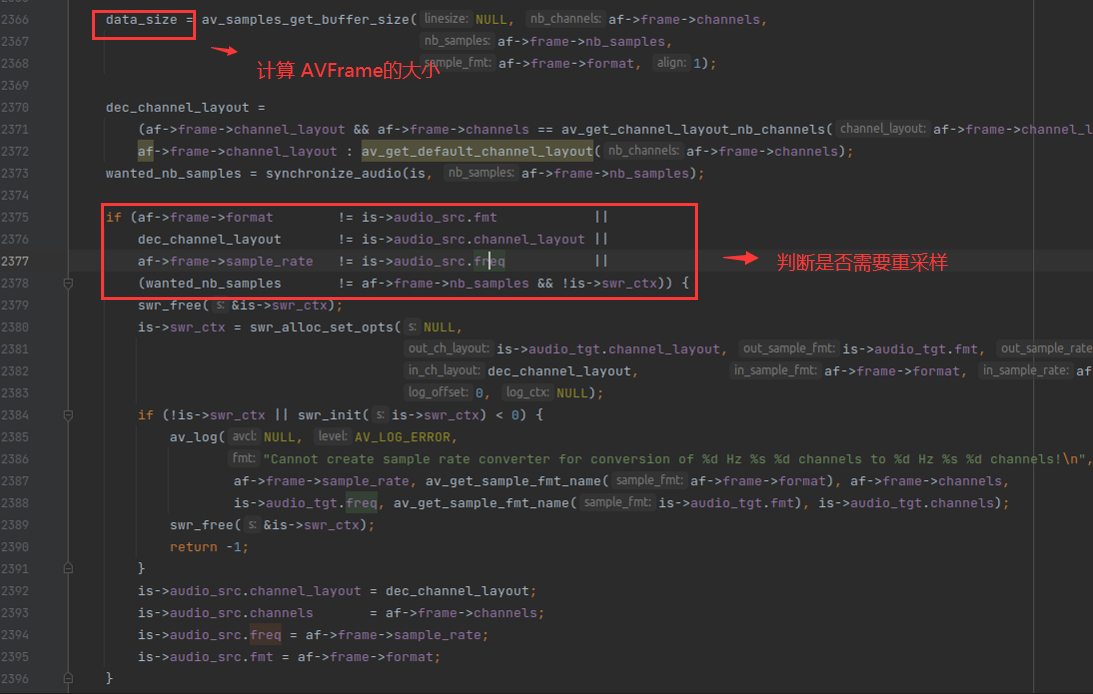 2366 data_size = av_samples_get_buffer_size( linesize: NULL, nb_channels: af->frame->channels,
2367 nb_samples: af->frame->nb_samples,
2368 sample_fmt: af->frame->format, align: 1);
计算 AVFrame的大小
2369
2370 dec_channel_layout =
2371 (af->frame->channel_layout && af->frame->channels == av_get_channel_layout_nb_channels( channel_layout: af->frame->channel_l
2372 af->frame->channel_layout : av_get_default_channel_layout( nb_channels: af->frame->channels);
2373 wanted_nb_samples = synchronize_audio(is, nb_samples: af->frame->nb_samples);
2374
2375 if (af->frame->format != is->audio_src.fmt ||
2376 dec_channel_layout != is->audio_src.channel_layout ||
2377 af->frame->sample_rate != is->audio_src.freq ||
判断是否需要重采样
2378 (wanted_nb_samples != af->frame->nb_samples && !is->swr_ctx)) {
2379 swr_free( s: &is->swr_ctx);
2380 is->swr_ctx = swr_alloc_set_opts( s: NULL,
2381 out_ch_layout: is->audio_tgt.channel_layout, out_sample_fmt: is->audio_tgt.fmt, out_sample_rate
2382 in_ch_layout: dec_channel_layout, in_sample_fmt: af->frame->format, in_sample_rate: af
2383 log_offset: 0, log_ctx: NULL);
2384 if (!is->swr_ctx || swr_init( s: is->swr_ctx) < 0) {
2385 av_log( avcl: NULL, level: AV_LOG_ERROR,
2386 fmt: "Cannot create sample rate converter for conversion of %d Hz %s %d channels to %d Hz %s %d channels!\n",
2387 af->frame->sample_rate, av_get_sample_fmt_name( sample_fmt: af->frame->format), af->frame->channels,
2388 is->audio_tgt.freq, av_get_sample_fmt_name( sample_fmt: is->audio_tgt.fmt), is->audio_tgt.channels);
2389 swr_free( s: &is->swr_ctx);
2390 return -1;
2391 }
2392 is->audio_src.channel_layout = dec_channel_layout;
2393 is->audio_src.channels = af->frame->channels;
2394 is->audio_src.freq = af->frame->sample_rate;
2395 is->audio_src.fmt = af->frame->format;
2396 }